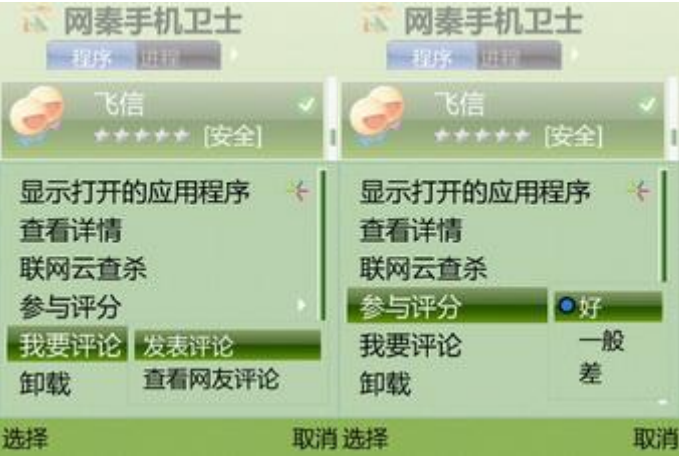 网秦手机卫士
程序 进程
飞信
[安全]
显示打开的应用程序
查看详情
联网云查杀
参与评分
我要评论 发表评论
查看网友评论
卸载
选择 取消
网秦手机卫士
程序 进程
飞信
[安全]
显示打开的应用程序
查看详情
联网云查杀
参与评分 好
一般
我要评论
差
卸载
选择 取消